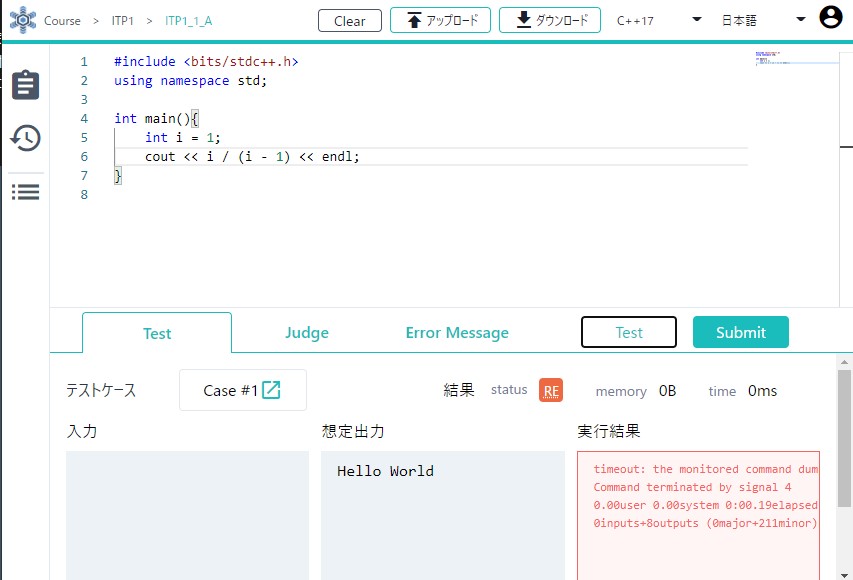 Course > ITP1 > ITP1_1_A Clear アップロード ダウンロード C++17 日本語
1 #include <bits/stdc++.h>
2 using namespace std;
3
4 int main(){
5 int i = 1;
6 cout << i / (i - 1) << endl;
7 }
8
Test Judge Error Message Test Submit
テストケース Case #1 結果 status RE memory 0B time 0ms
入力 想定出力 実行結果
Hello World
timeout: the monitored command dum
Command terminated by signal 4
0.00user 0.00system 0:00.19elapsed
0inputs+8outputs (0major+211minor)